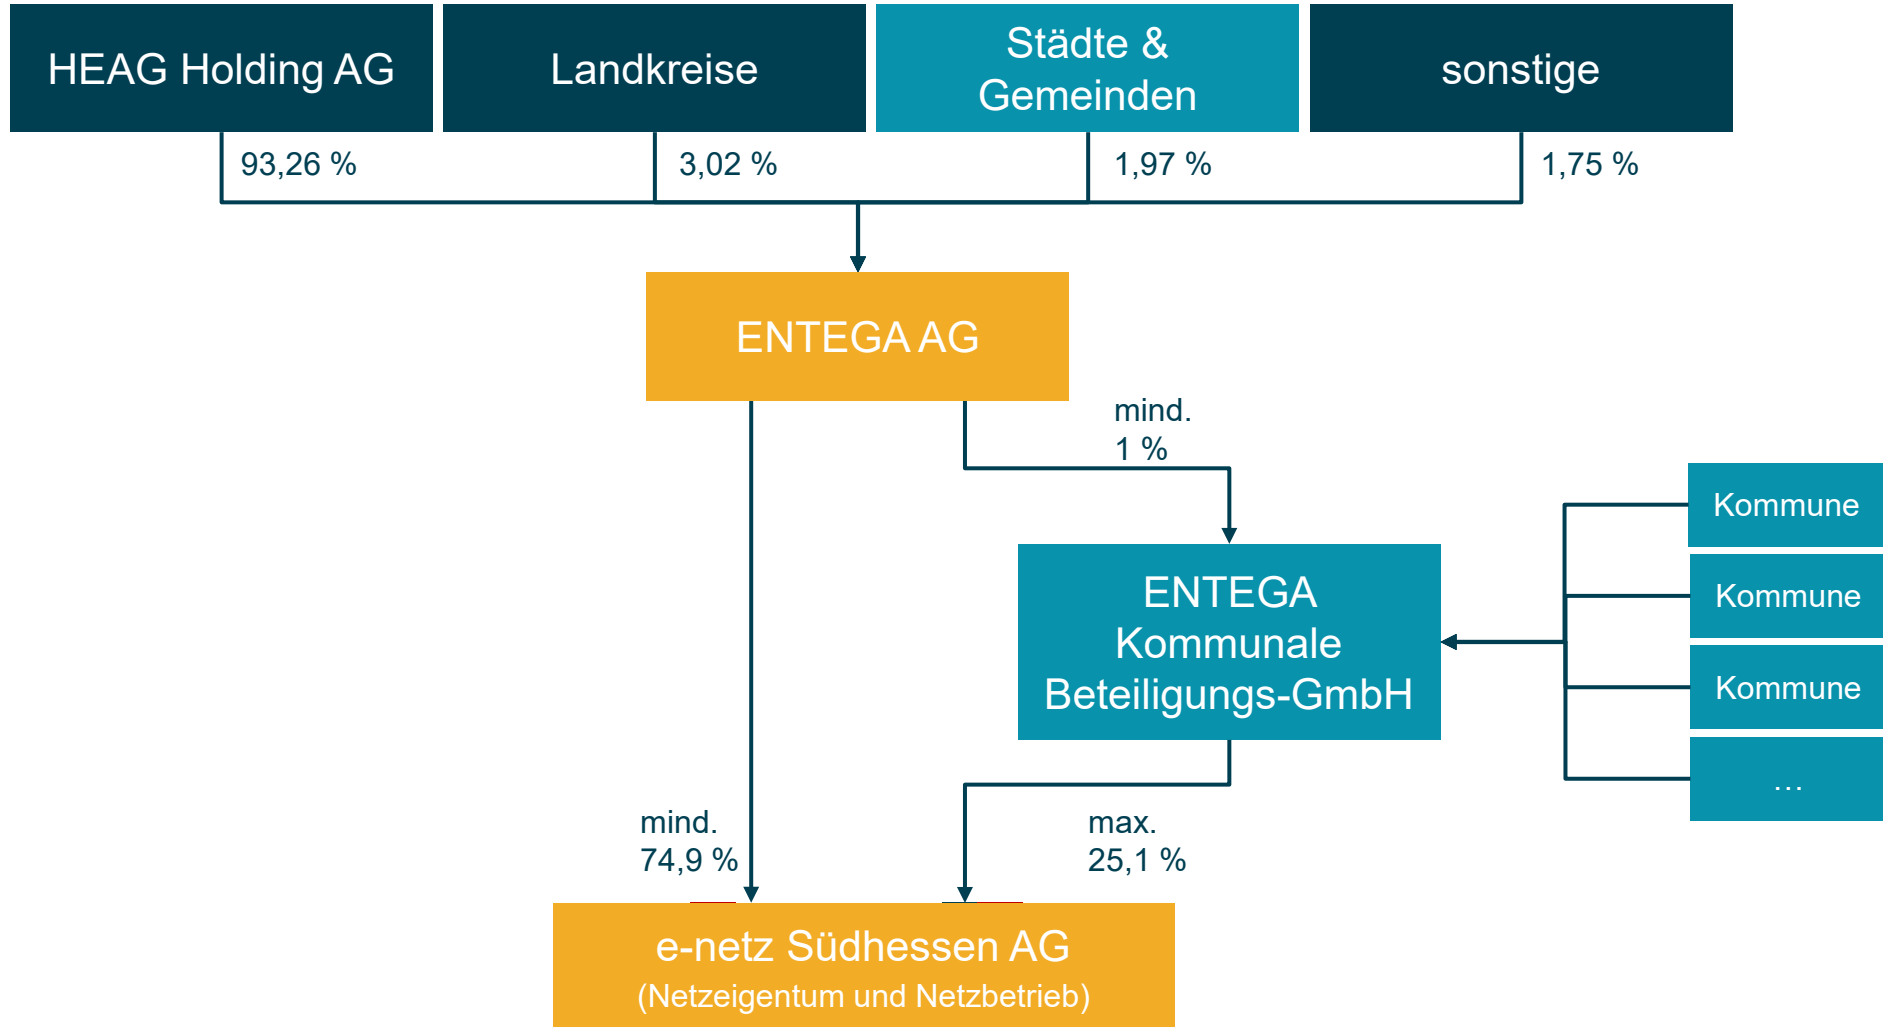 HEAG Holding AG
Landkreise
Städte &
Gemeinden
sonstige
93,26 %
3,02 %
1,97 %
1,75 %
ENTEGA AG
mind.
1 %
Kommune
Kommune
Kommune
...
ENTEGA
Kommunale
Beteiligungs-GmbH
mind.
74,9 %
max.
25,1 %
e-netz Südhessen AG
(Netzeigentum und Netzbetrieb)